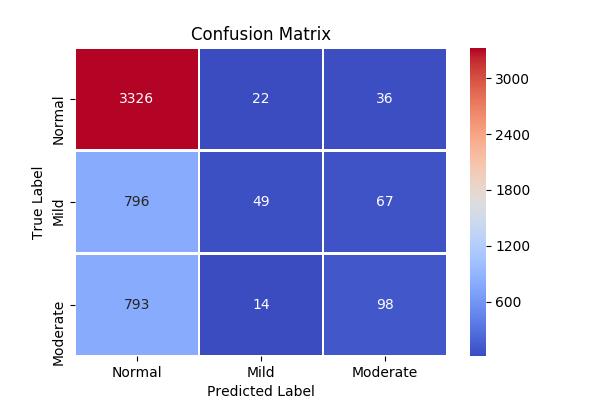 Confusion Matrix
True Label
Normal
3326 22 36
Mild
796 49 67
Moderate
793 14 98
Normal Mild Moderate
Predicted Label
3000
2400
1800
1200
600